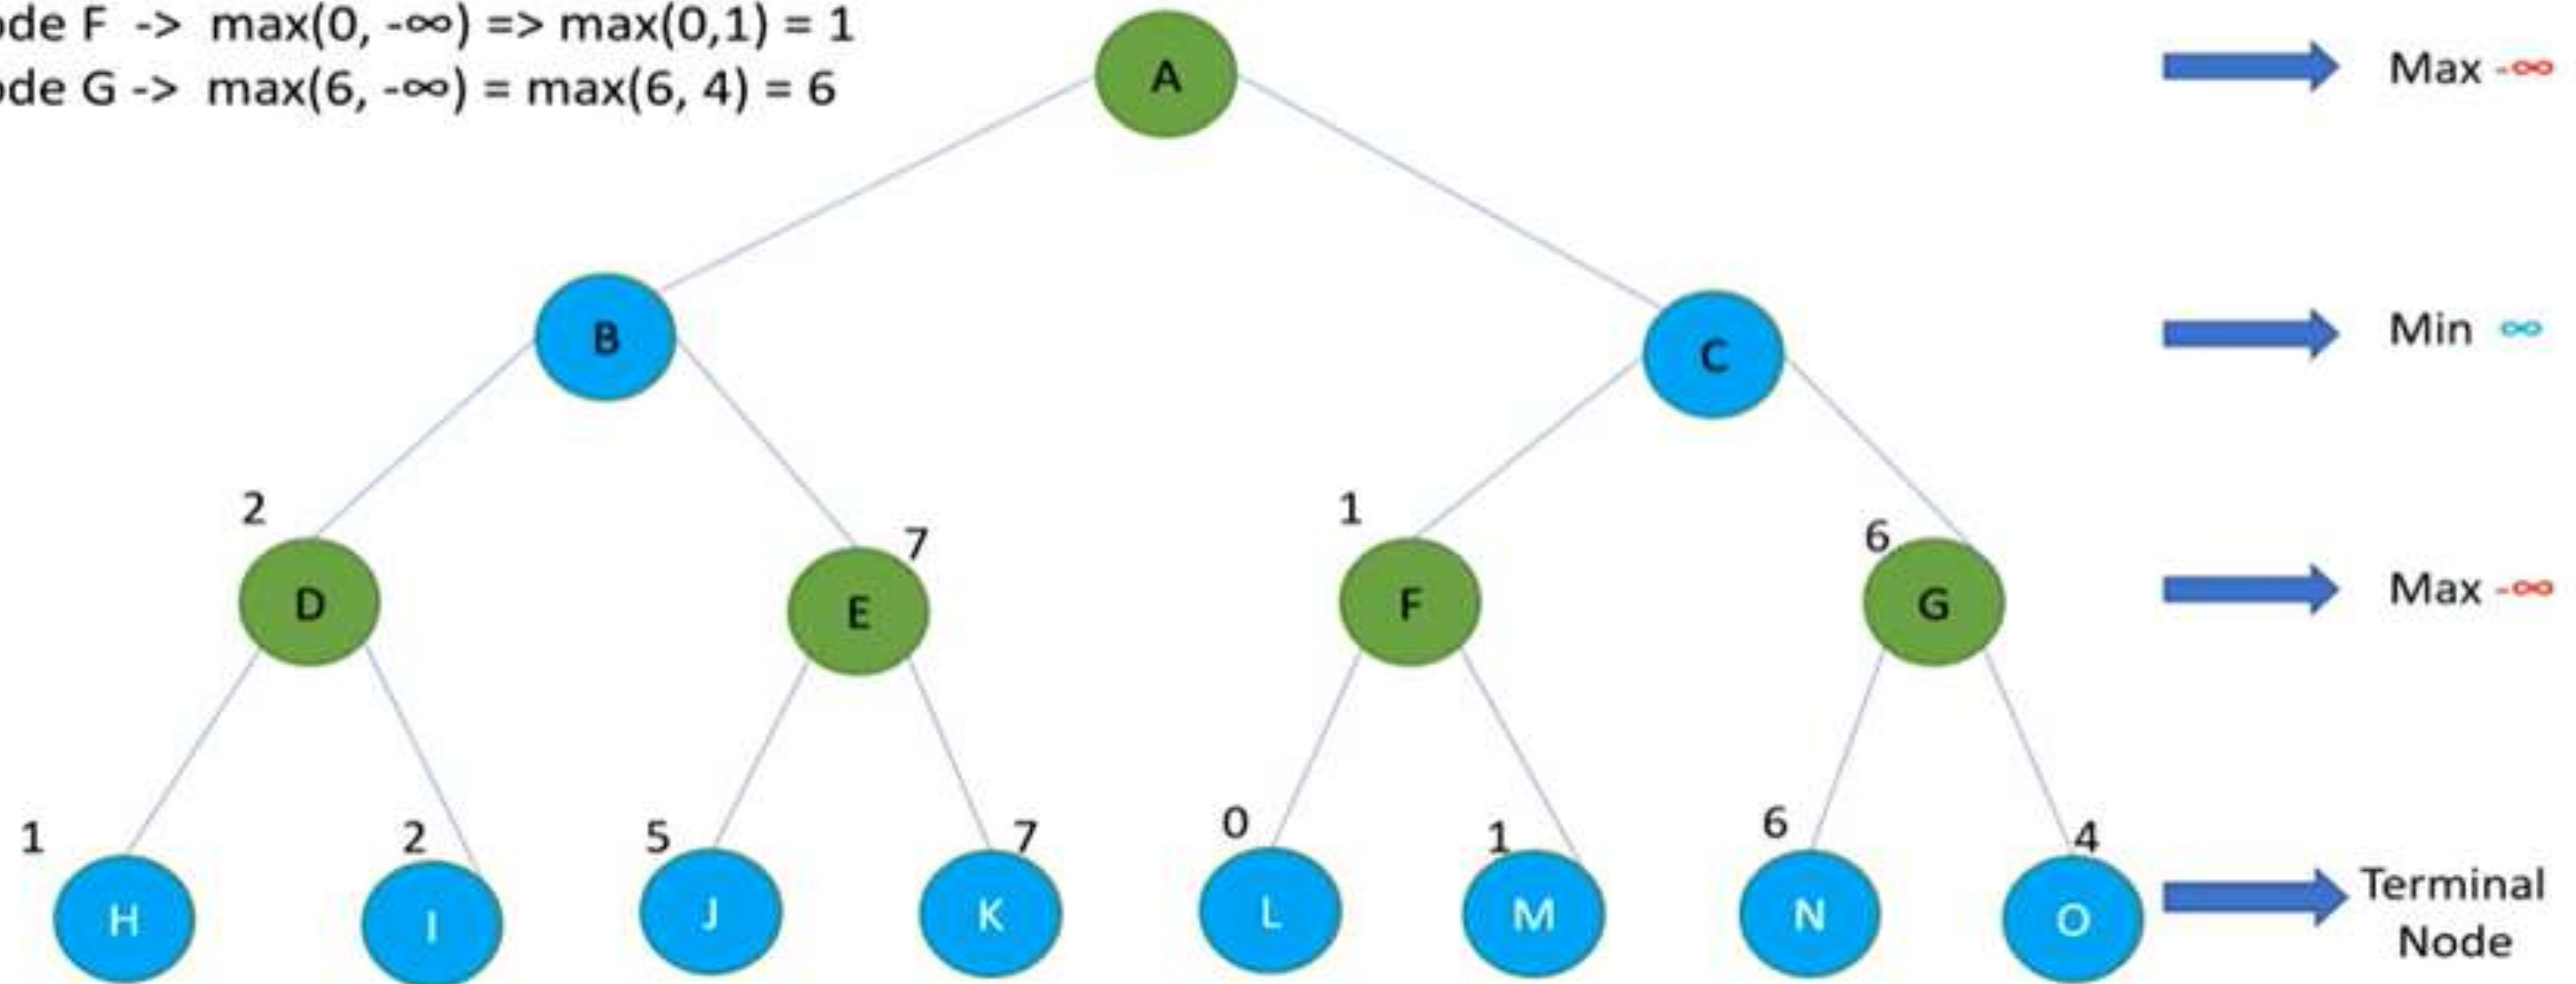 ode F -> max(0, -∞) => max(0,1) = 1
ode G -> max(6, -∞) = max(6, 4) = 6
A
Max -∞
B
C
Min ∞
2
7
1
6
D
E
F
G
Max -∞
1
2
5
7
0
1
6
4
H
I
J
K
L
M
N
O
Terminal
Node